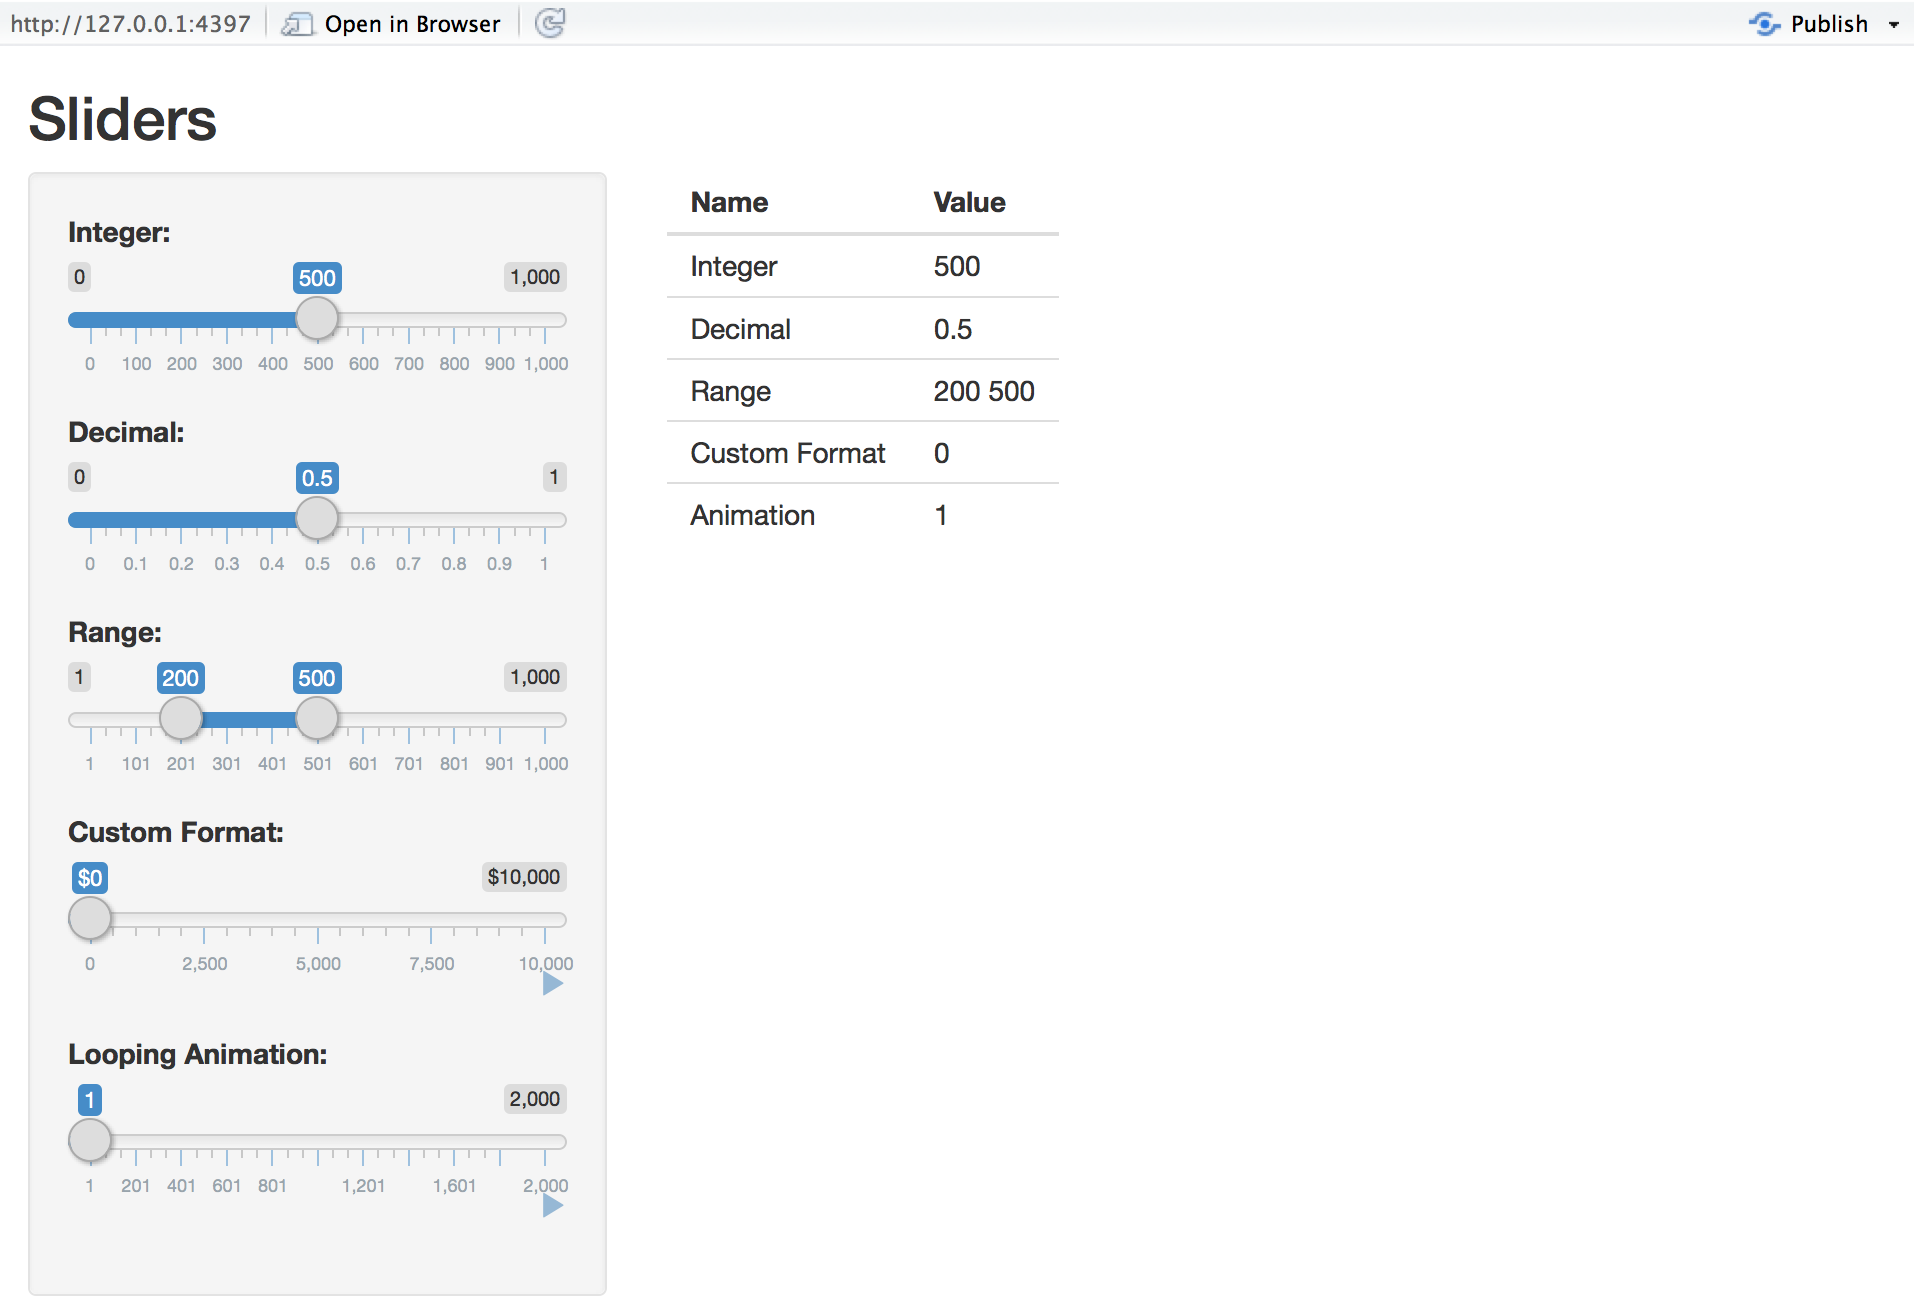 http://127.0.0.1:4397 Open in Browser Publish
Sliders
Integer:
0 500 1,000
0 100 200 300 400 500 600 700 800 900 1,000
Decimal:
0 0.5 1
0 0.1 0.2 0.3 0.4 0.5 0.6 0.7 0.8 0.9 1
Range:
1 200 500 1,000
1 101 201 301 401 501 601 701 801 901 1,000
Custom Format:
$0 $10,000
0 2,500 5,000 7,500 10,000
Looping Animation:
1 2,000
1 201 401 601 801 1,201 1,601 2,000
Name Value
Integer 500
Decimal 0.5
Range 200 500
Custom Format 0
Animation 1